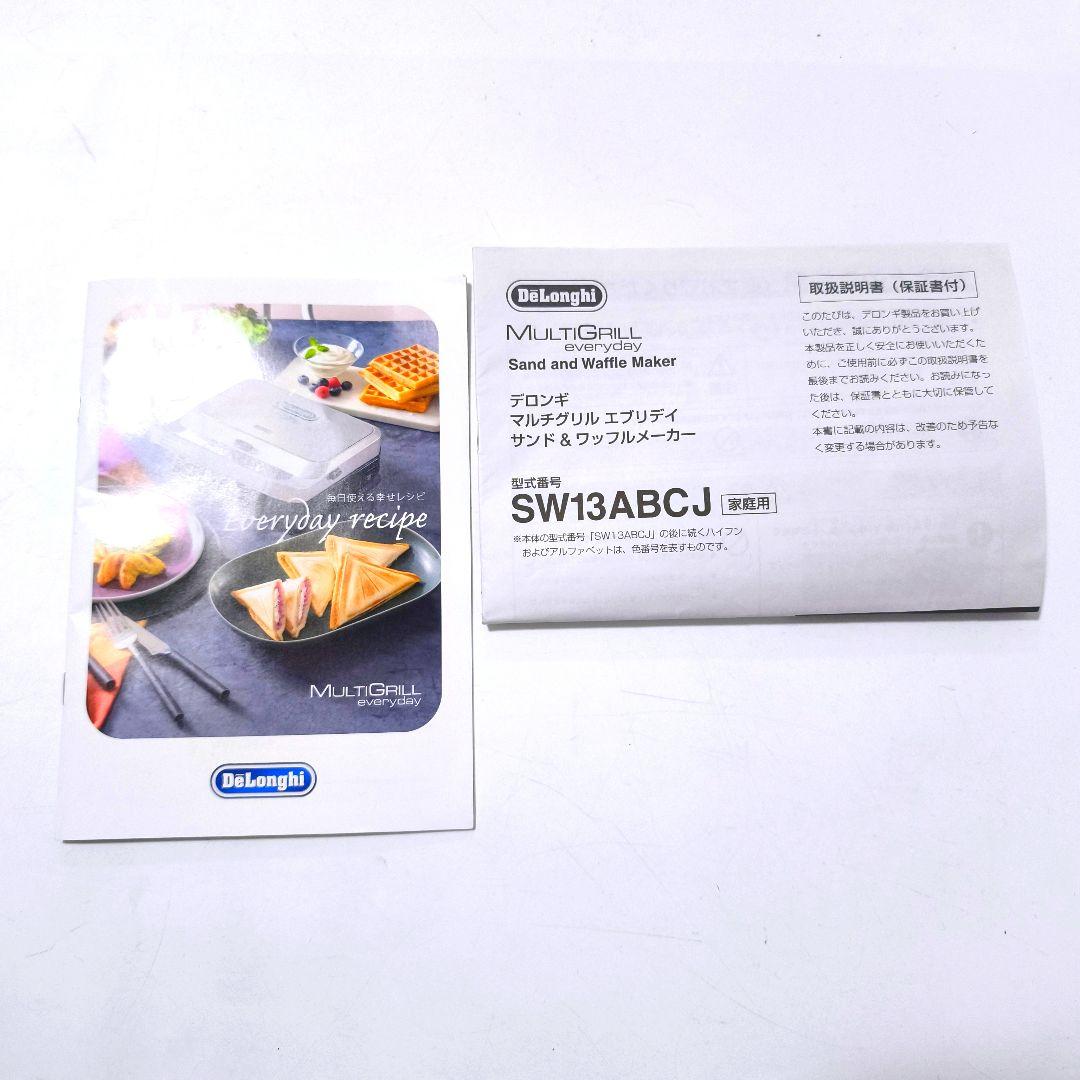 DeLonghi
毎日使える幸せレシピ
Everyday recipe
MULTIGRILL
everyday
DēLonghi
DēLonghi
MULTIGRILL
everyday
Sand and Waffle Maker
デロンギ
マルチグリル エブリデイ
サンド & ワッフルメーカー
型式番号
SW13ABCJ 家庭用
※本体の型式番号「SW13ABCJ」の後に続くハイフン
およびアルファベットは、色番号を表すものです。
取扱説明書（保証書付）
このたびは、デロンギ製品をお買い上げ
いただき、誠にありがとうございます。
本製品を正しく安全にお使いいただくた
めに、ご使用前に必ずこの取扱説明書を
最後までお読みください。お読みになっ
た後は、保証書とともに大切に保管して
ください。
本書に記載の内容は、改善のため予告な
く変更する場合があります。